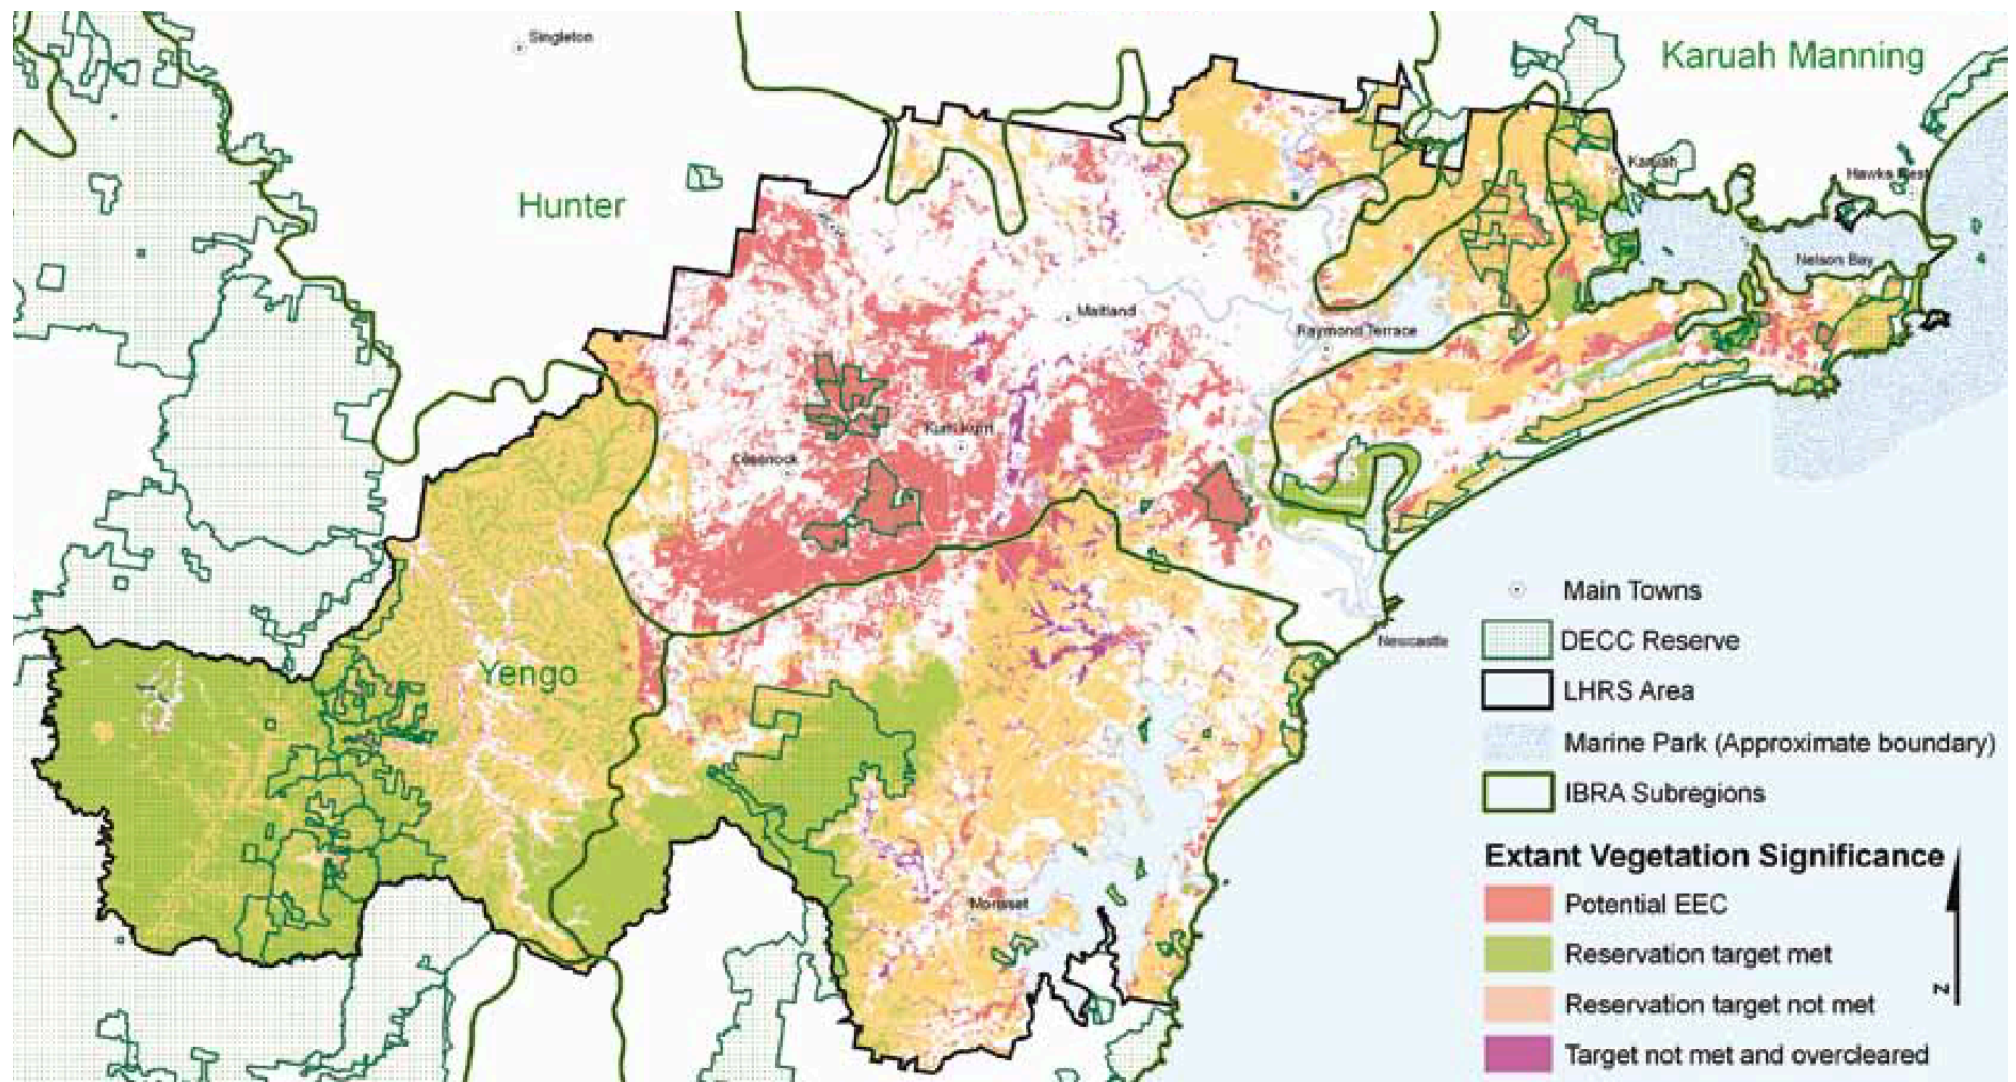 Singleton
Karuah Manning
Karuah
Hawks Nest
Hunter
Nelson Bay
Maitland
Raymond Terrace
Kurri Kurri
Cessnock
Yengo
Newcastle
Morisset
Main Towns
DECC Reserve
LHRS Area
Marine Park (Approximate boundary)
IBRA Subregions
Extant Vegetation Significance
Potential EEC
Reservation target met
Reservation target not met
Target not met and overcleared
N